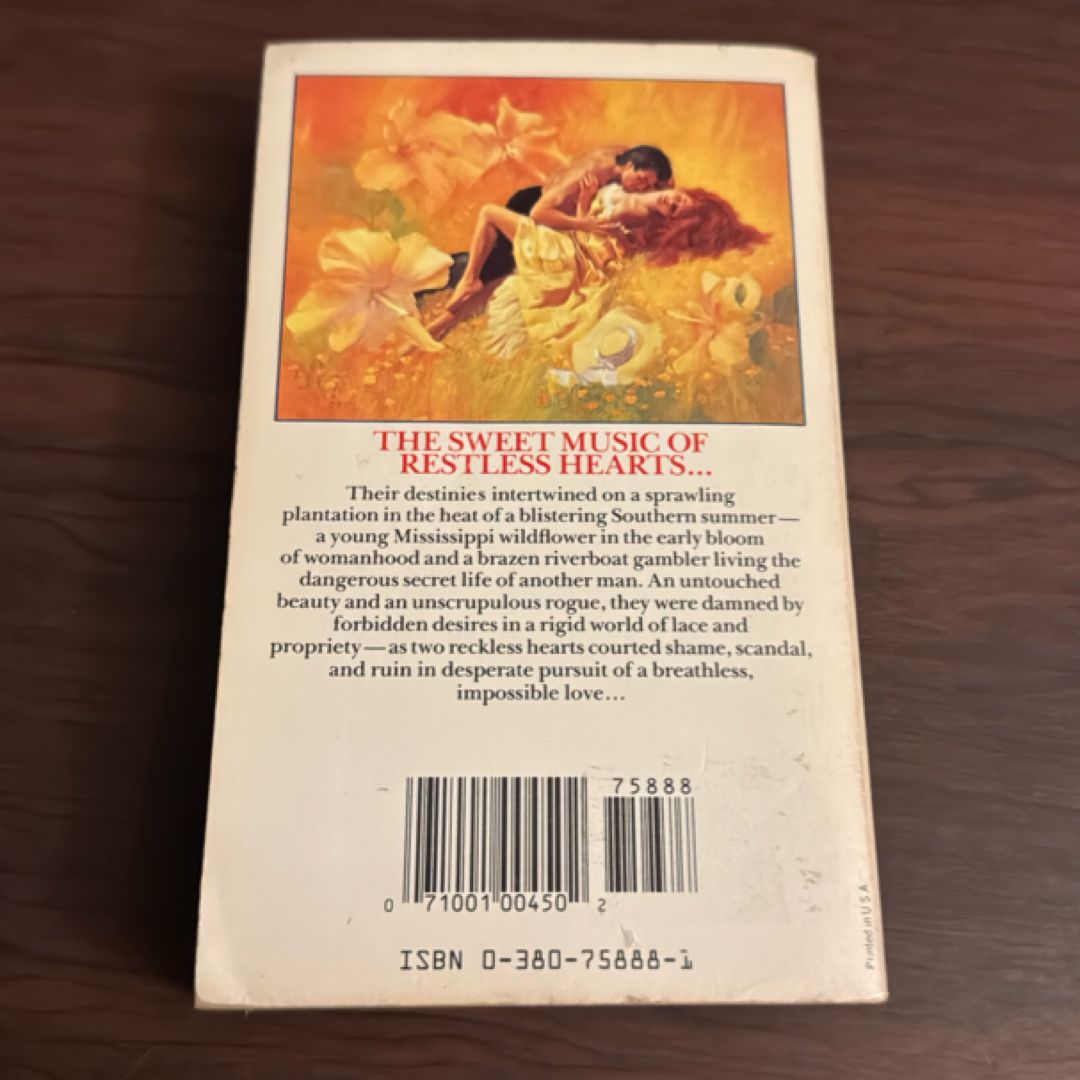 THE SWEET MUSIC OF
RESTLESS HEARTS...
Their destinies intertwined on a sprawling
plantation in the heat of a blistering Southern summer—
a young Mississippi wildflower in the early bloom
of womanhood and a brazen riverboat gambler living the
dangerous secret life of another man. An untouched
beauty and an unscrupulous rogue, they were damned by
forbidden desires in a rigid world of lace and
propriety—as two reckless hearts courted shame, scandal,
and ruin in desperate pursuit of a breathless,
impossible love...
75888
0 71001 00450 2
ISBN 0-380-75888-1
Printed in U S A